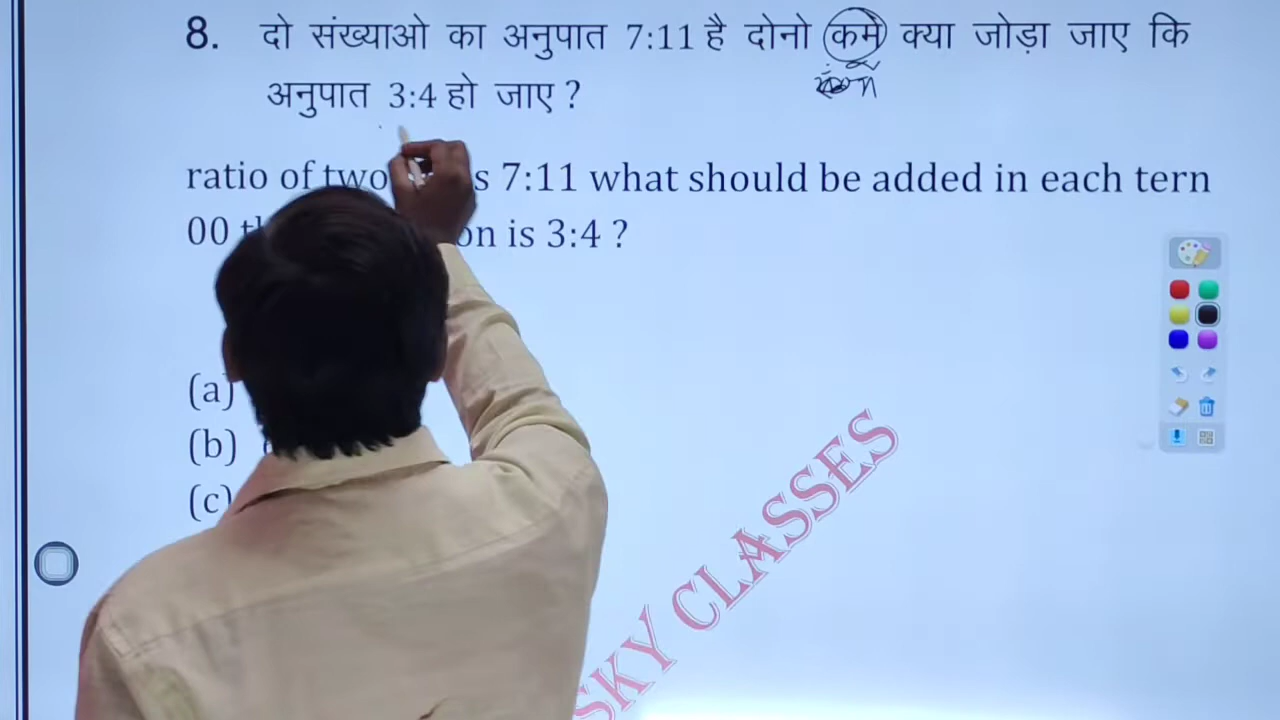 8. दो संख्याओ का अनुपात 7:11 है दोनो कमे क्या जोड़ा जाए कि
अनुपात 3:4 हो जाए ?
ratio of two s 7:11 what should be added in each tern
00 on is 3:4 ?
(a)
(b)
(c)
SKY CLASSES